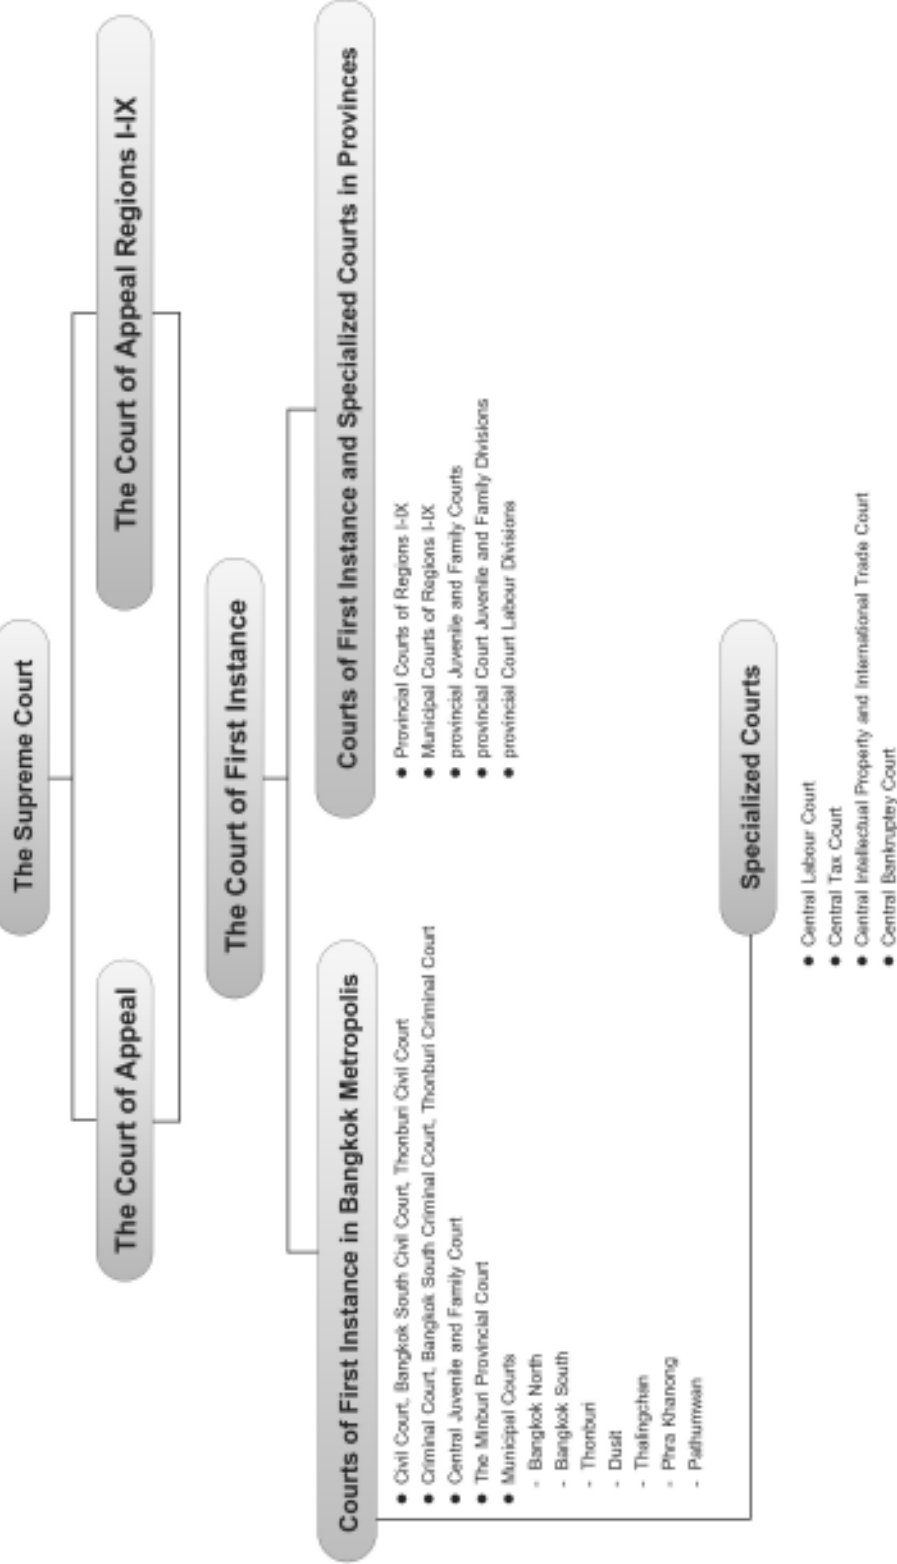 The Supreme Court
The Court of Appeal
The Court of Appeal Regions I-IX
The Court of First Instance
Courts of First Instance in Bangkok Metropolis
● Civil Court, Bangkok South Civil Court, Thonburi Civil Court
● Criminal Court, Bangkok South Criminal Court, Thonburi Criminal Court
● Central Juvenile and Family Court
● The Minburi Provincial Court
● Municipal Courts
- Bangkok North
- Bangkok South
- Thonburi
- Dusit
- Thalingchan
- Phra Khanong
- Pathumwan
Courts of First Instance and Specialized Courts in Provinces
● Provincial Courts of Regions I-IX
● Municipal Courts of Regions I-IX
● provincial Juvenile and Family Courts
● provincial Court Juvenile and Family Divisions
● provincial Court Labour Divisions
Specialized Courts
● Central Labour Court
● Central Tax Court
● Central Intellectual Property and International Trade Court
● Central Bankruptey Court